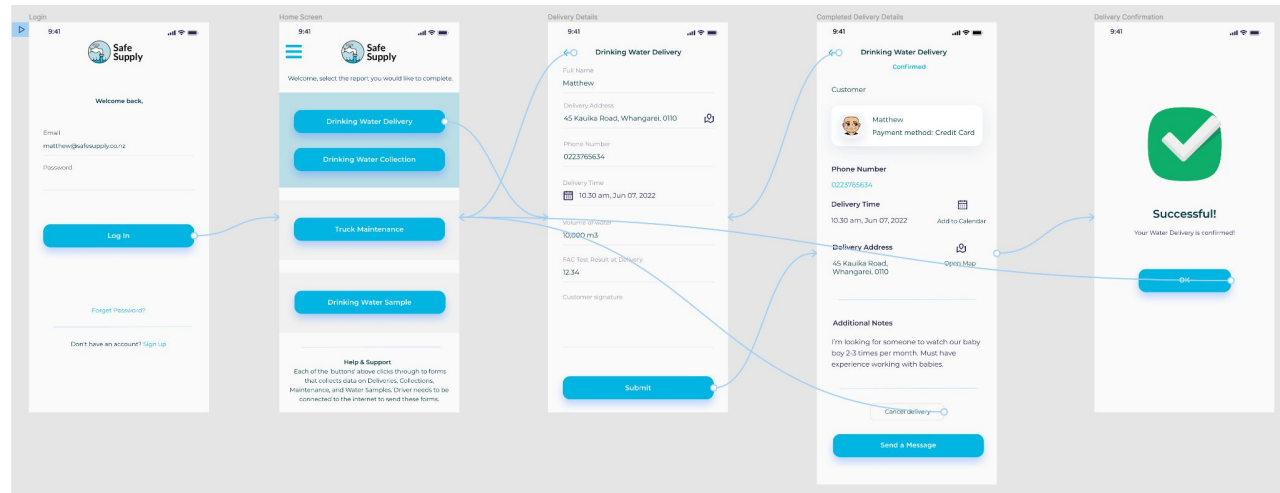 Login
9:41
Safe
Supply
Welcome back,
Email
matthew@safesupply.co.nz
Password
Log In
Forget Password?
Don't have an account? Sign up
Home Screen
9:41
Safe
Supply
Welcome, select the report you would like to complete.
Drinking Water Delivery
Drinking Water Collection
Truck Maintenance
Drinking Water Sample
Help & Support
Each of the 'buttons' above clicks through to forms
that collects data on Deliveries, Collections,
Maintenance, and Water Samples. Driver needs to be
connected to the internet to send these forms.
Delivery Details
9:41
Drinking Water Delivery
Full Name
Matthew
Delivery Address
45 Kauika Road, Whangarei, 0110
Phone Number
0223765634
Delivery Time
10.30 am, Jun 07, 2022
Volume of water
10,000 m3
FAC Test Result at Delivery
12.34
Customer signature
Submit
Completed Delivery Details
9:41
Drinking Water Delivery
Confirmed
Customer
Matthew
Payment method: Credit Card
Phone Number
0223765634
Delivery Time
10.30 am, Jun 07, 2022
Add to Calendar
Delivery Address
45 Kauika Road,
Whangarei, 0110
Open Map
Additional Notes
I'm looking for someone to watch our baby
boy 2-3 times per month. Must have
experience working with babies.
Cancel delivery
Send a Message
Delivery Confirmation
9:41
Successful!
Your Water Delivery is confirmed!
OK